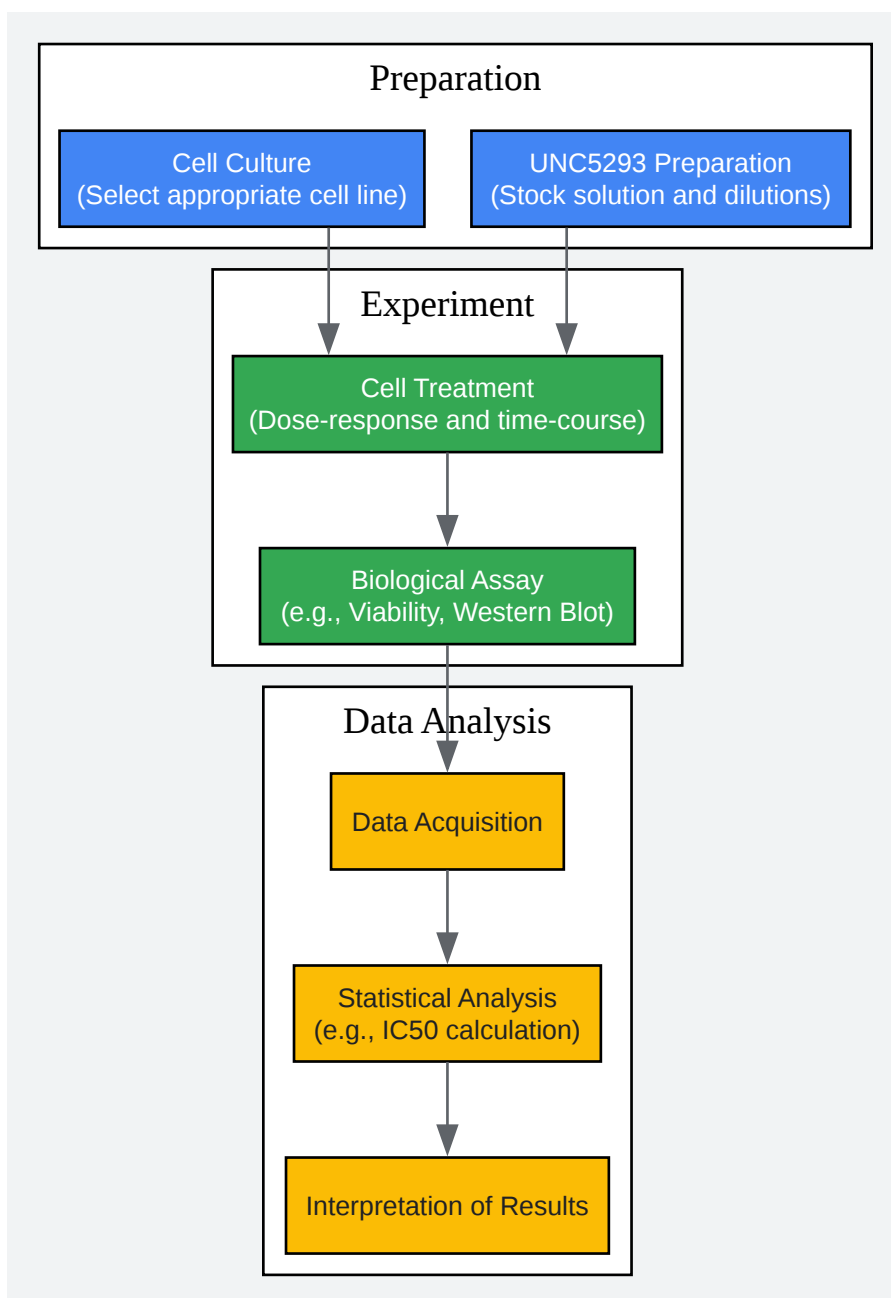 Preparation
Cell Culture
(Select appropriate cell line)
UNC5293 Preparation
(Stock solution and dilutions)
Experiment
Cell Treatment
(Dose-response and time-course)
Biological Assay
(e.g., Viability, Western Blot)
Data Analysis
Data Acquisition
Statistical Analysis
(e.g., IC50 calculation)
Interpretation of Results